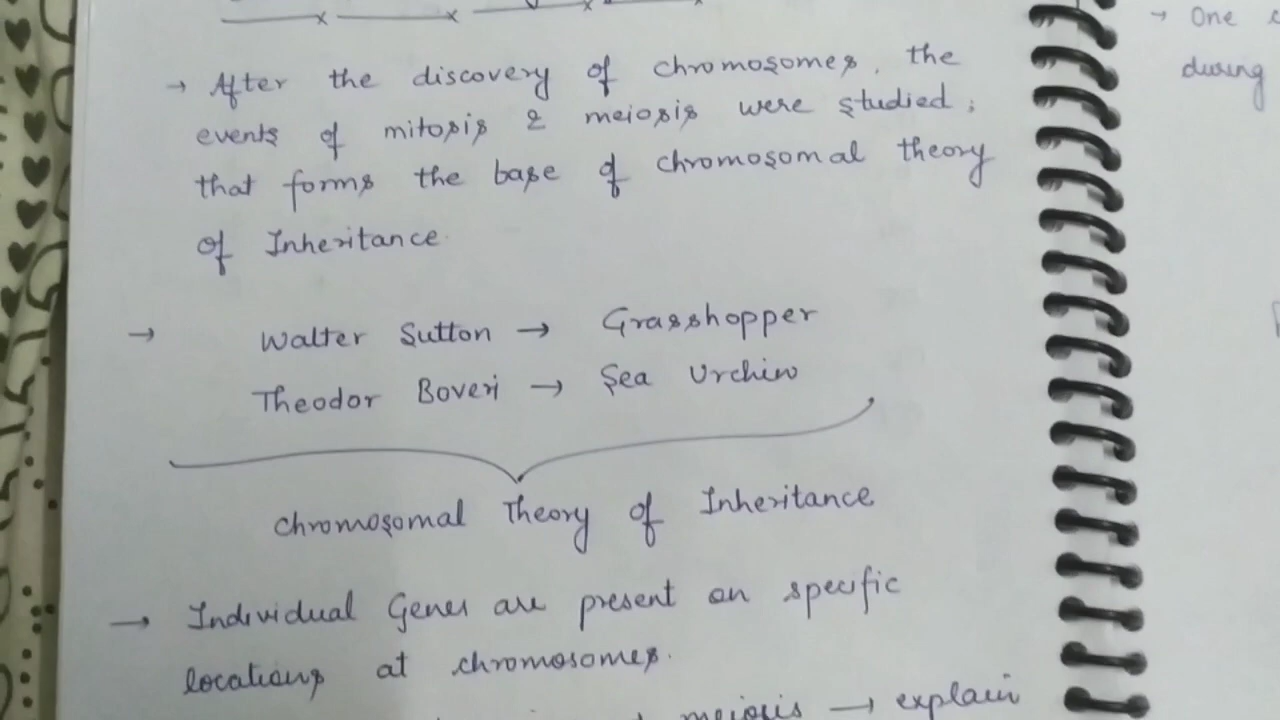 → After the discovery of chromosomes, the
events of mitosis & meiosis were studied;
that forms the base of chromosomal theory
of Inheritance.
→ Walter Sutton → Grasshopper
Theodor Boveri → Sea Urchin
Chromosomal Theory of Inheritance
→ Individual Genes are present on specific
locations at chromosomes.
meiosis → explain
→ One
during